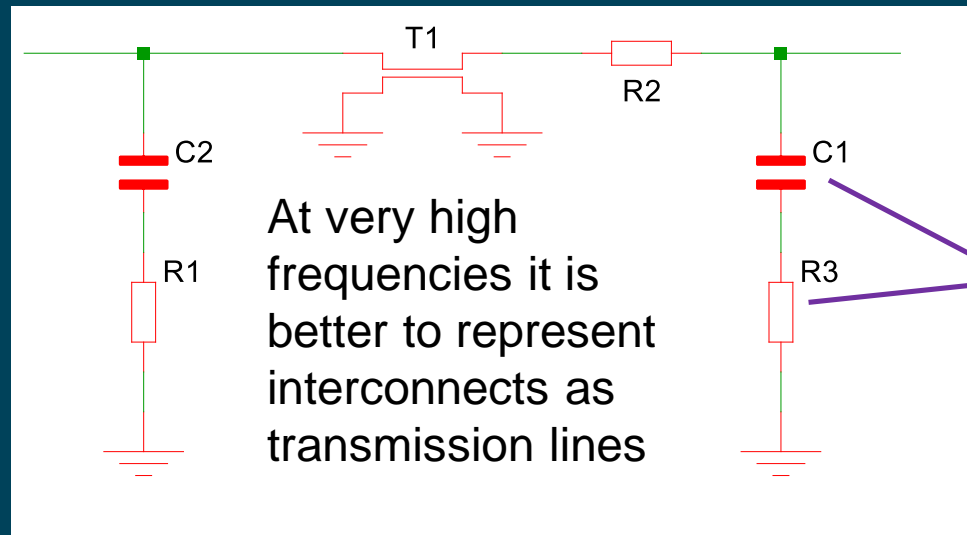 T1
R2
C2
C1
At very high
frequencies it is
better to represent
interconnects as
transmission lines
R1
R3